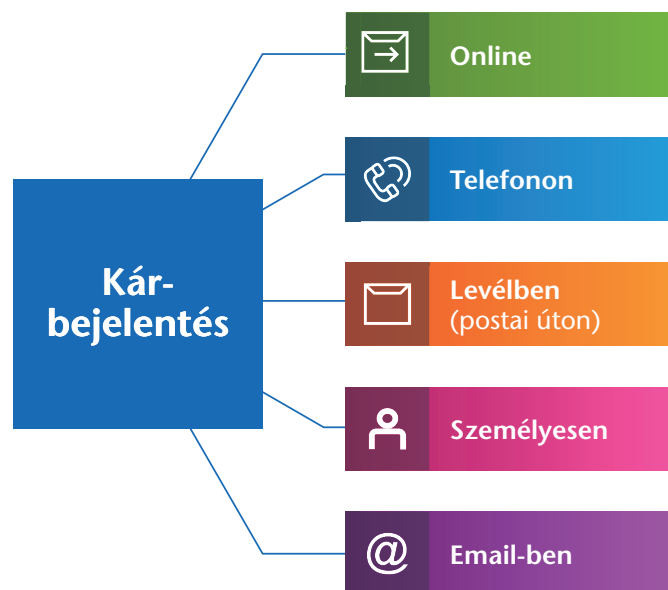 Kár-
bejelentés
Online
Telefonon
Levélben
(postai úton)
Személyesen
@
Email-ben